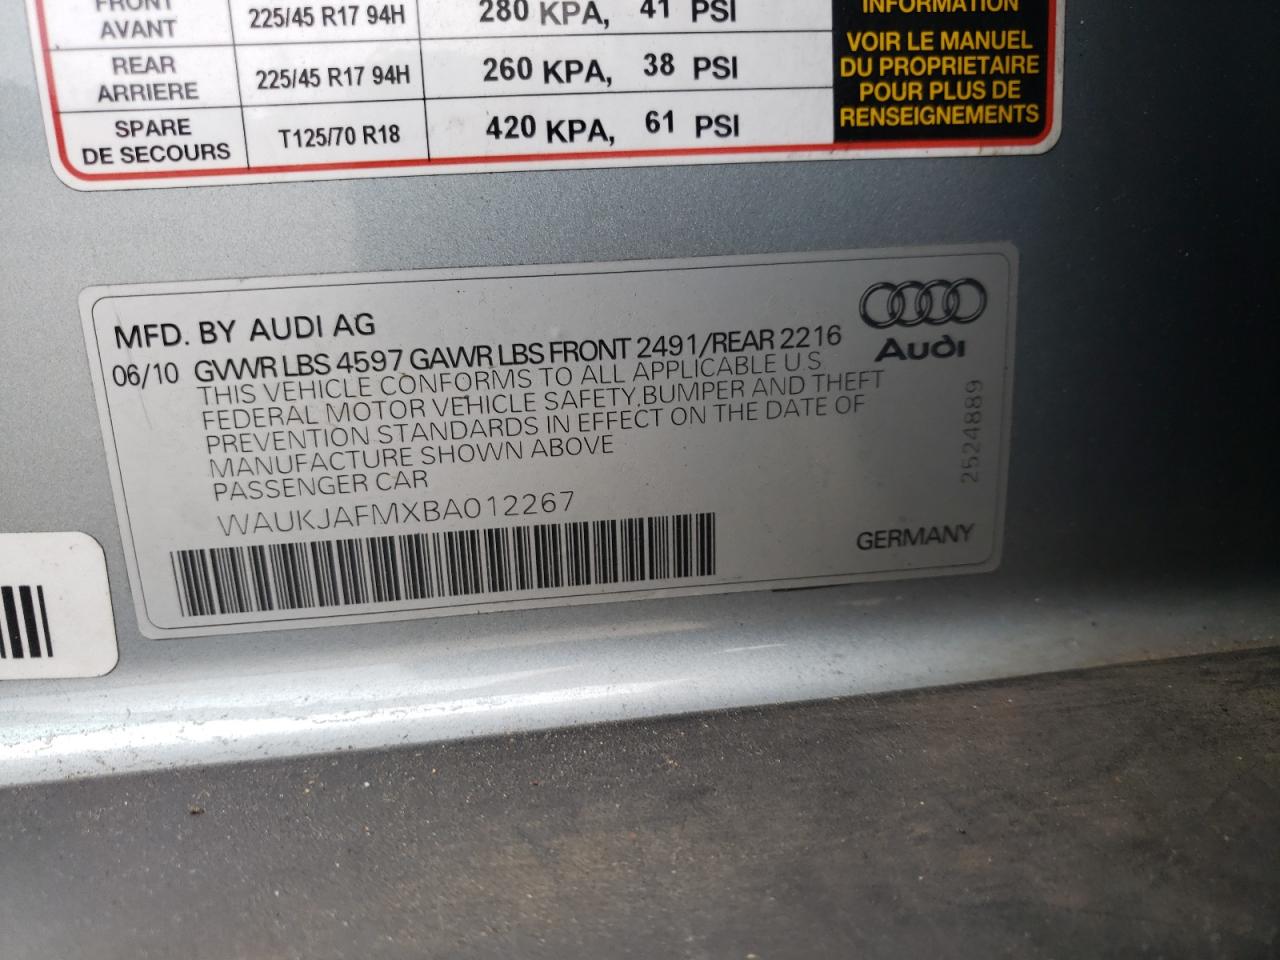 FRONT 225/45 R17 94H 280 KPA, 41 PSI INFORMATION
AVANT
REAR 225/45 R17 94H 260 KPA, 38 PSI
ARRIERE
SPARE T125/70 R18 420 KPA, 61 PSI
DE SECOURS
VOIR LE MANUEL
DU PROPRIETAIRE
POUR PLUS DE
RENSEIGNEMENTS
MFD. BY AUDI AG
06/10 GVWR LBS 4597 GAWR LBS FRONT 2491/REAR 2216
THIS VEHICLE CONFORMS TO ALL APPLICABLE U.S
FEDERAL MOTOR VEHICLE SAFETY,BUMPER AND THEFT
PREVENTION STANDARDS IN EFFECT ON THE DATE OF
MANUFACTURE SHOWN ABOVE
PASSENGER CAR
WAUKJAFMXBA012267
Audi
2524889
GERMANY